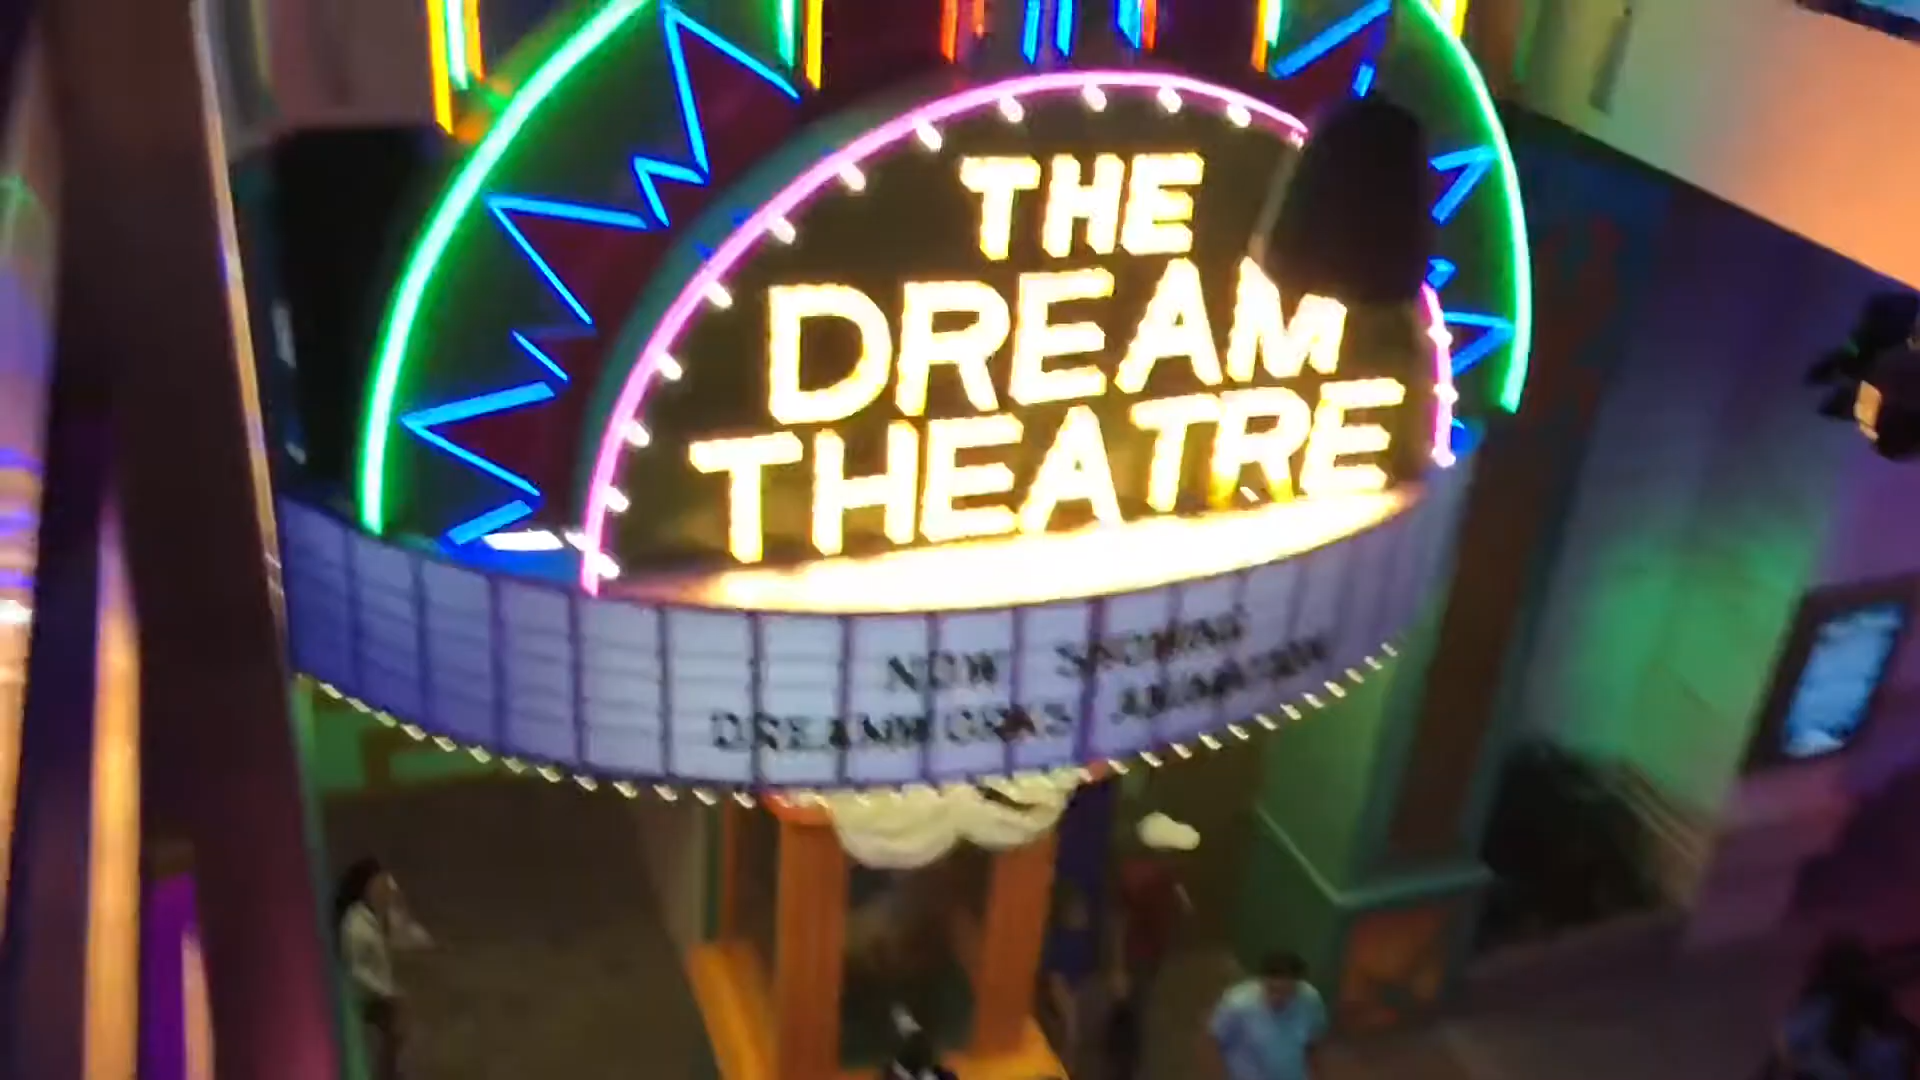 THE
DREAM
THEATRE
NOW SHOWING
DREAMWORKS ANIMATION